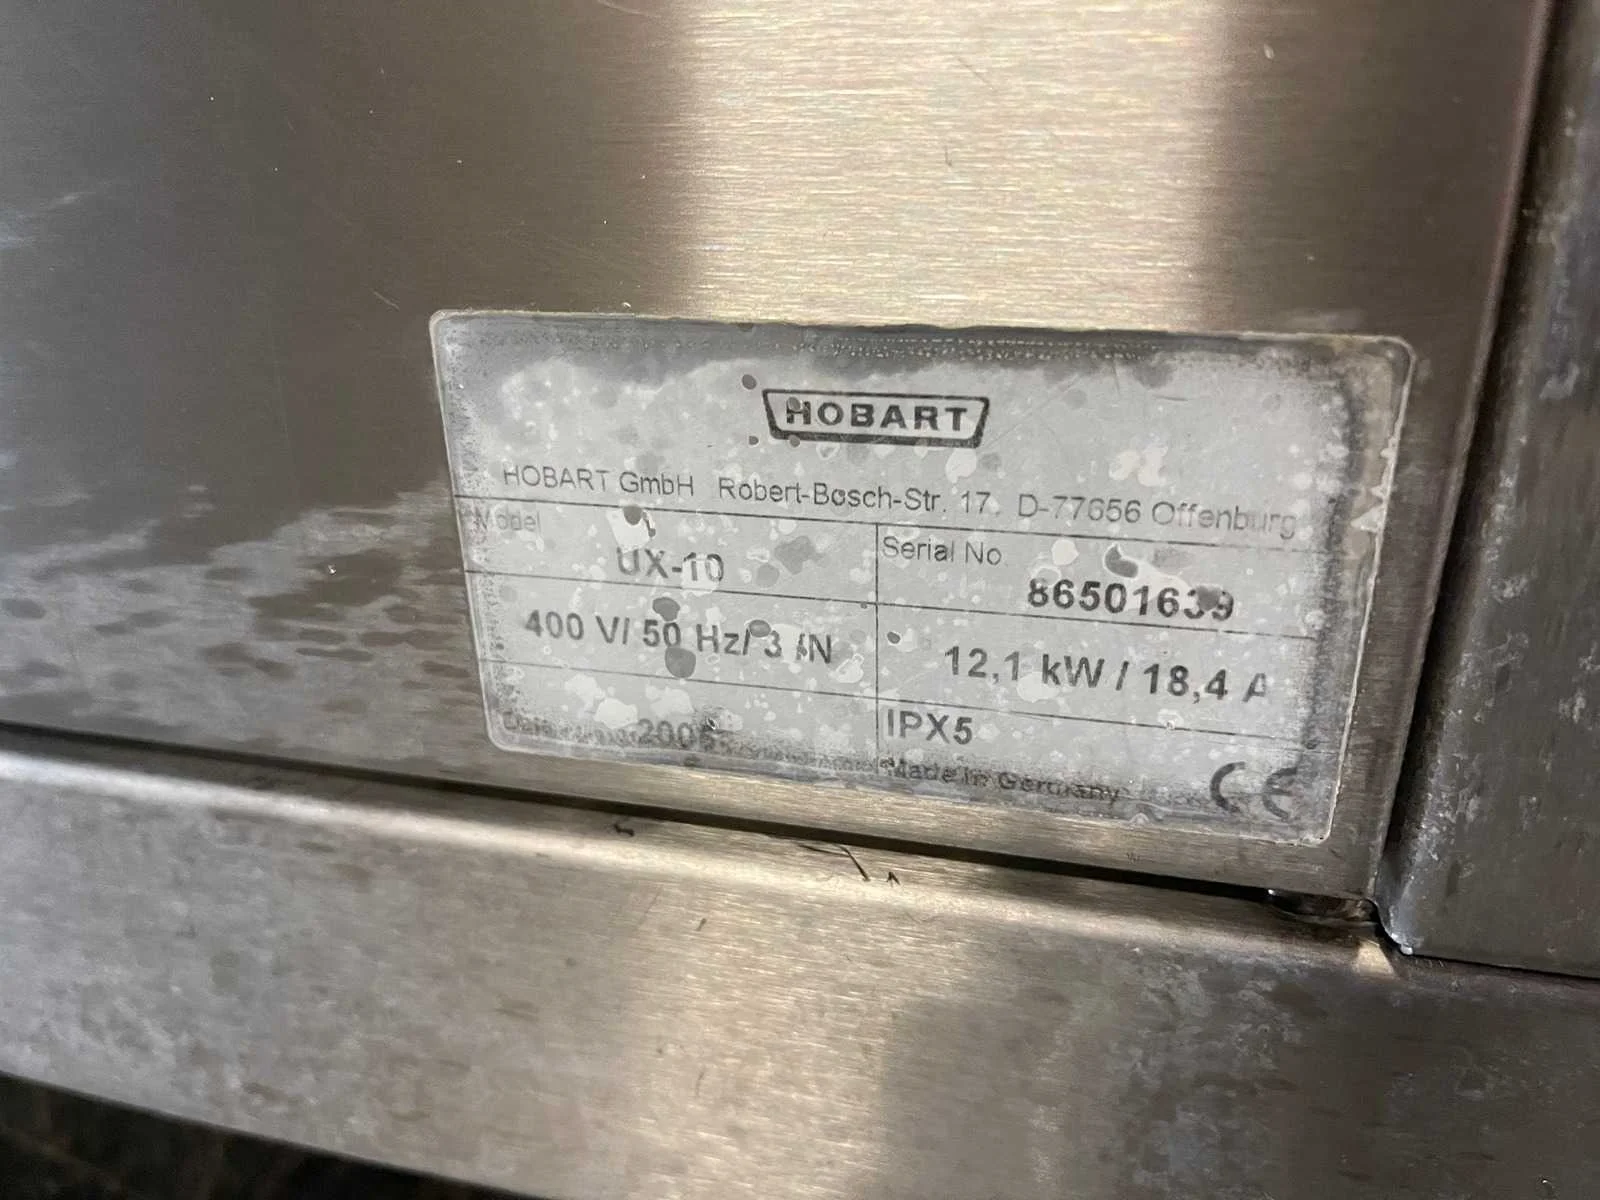 HOBART
HOBART GmbH Robert-Bosch-Str. 17. D-77656 Offenburg
Model
UX-10
Serial No
86501639
400 V/ 50 Hz/ 3 /N
12,1 kW / 18,4 A
IPX5
Made in Germany
CE